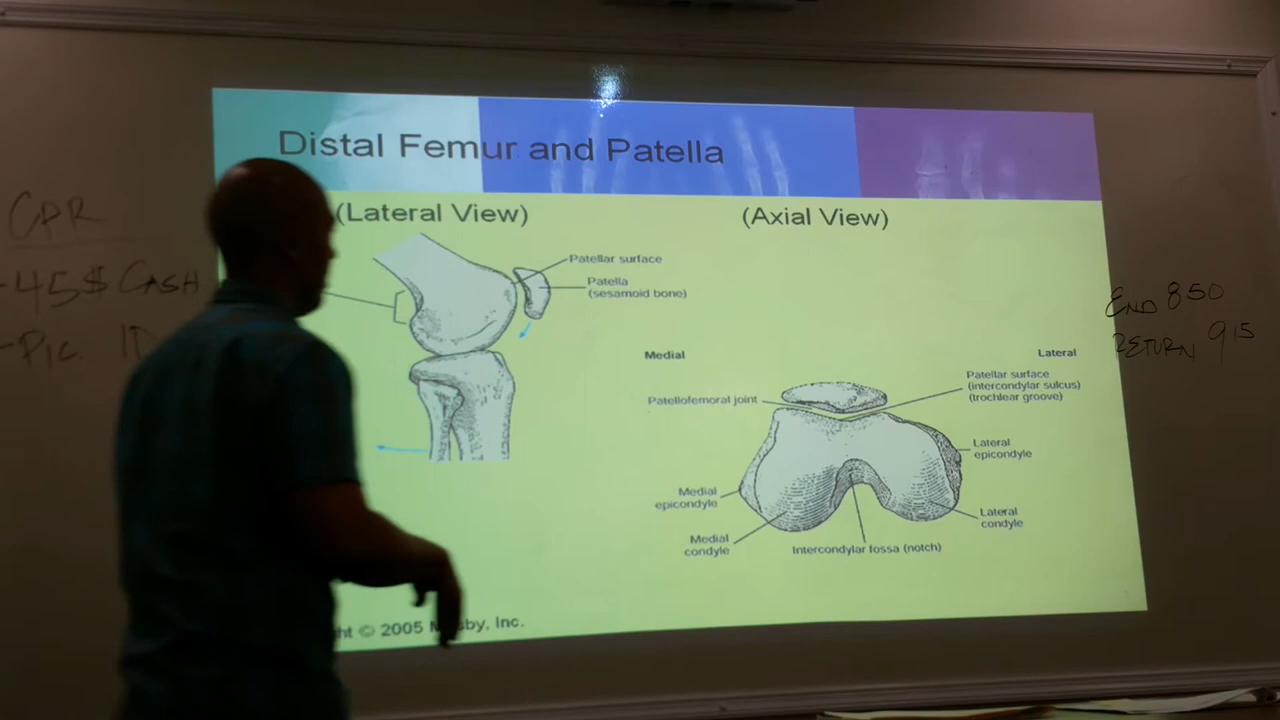 Distal Femur and Patella
(Lateral View)
(Axial View)
Patellar surface
Patella
(sesamoid bone)
Medial
Lateral
Patellofemoral joint
Patellar surface
(intercondylar sulcus)
(trochlear groove)
Lateral
epicondyle
Medial
epicondyle
Lateral
condyle
Medial
condyle
Intercondylar fossa (notch)
© 2005 Inc.
CPR
-45$ CASH
-PIC. ID
END 850
RETURN 915